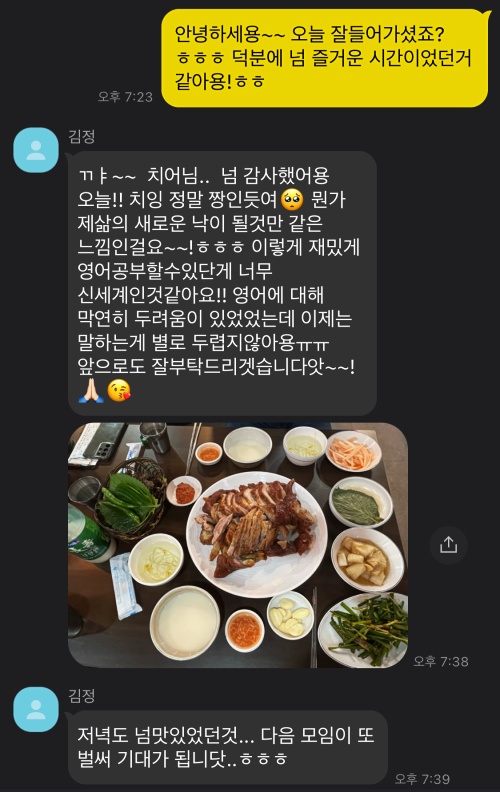 안녕하세용~~ 오늘 잘들어가셨죠?
ㅎㅎㅎ 덕분에 넘 즐거운 시간이었던거
같아용!ㅎㅎ
오후 7:23
김정
ㄲㅑ~~ 치어님.. 넘 감사했어용
오늘!! 치잉 정말 짱인듯여🥺 뭔가
제삶의 새로운 낙이 될것만 같은
느낌인걸요~~!ㅎㅎㅎ 이렇게 재밌게
영어공부할수있단게 너무
신세계인것같아요!! 영어에 대해
막연히 두려움이 있었었는데 이제는
말하는게 별로 두렵지않아용ㅠㅠ
앞으로도 잘부탁드리겟습니다앗~~!
🙏🏻😘
오후 7:38
김정
저녁도 넘맛있었던것... 다음 모임이 또
벌써 기대가 됩니닷..ㅎㅎㅎ
오후 7:39